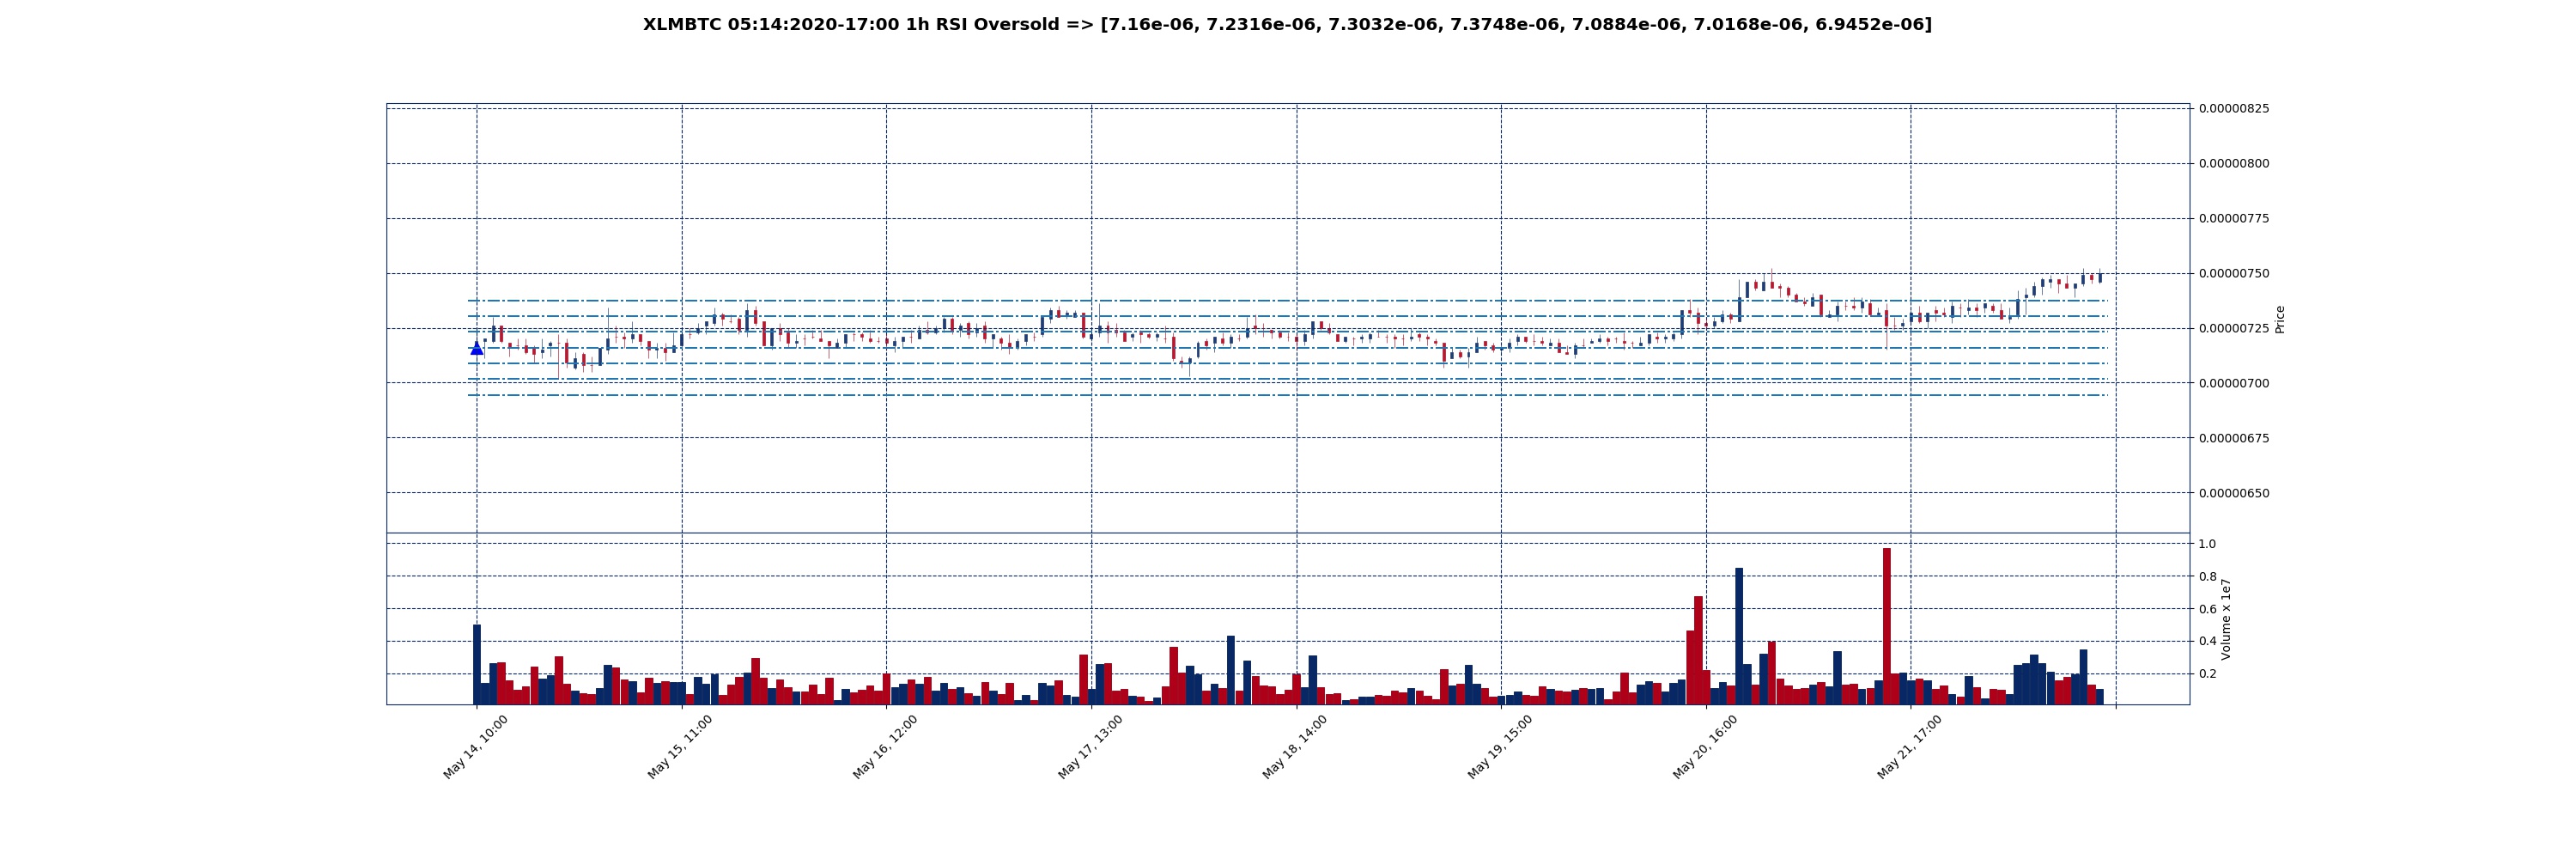 XLMBTC 05:14:2020-17:00 1h RSI Oversold => [7.16e-06, 7.2316e-06, 7.3032e-06, 7.3748e-06, 7.0884e-06, 7.0168e-06, 6.9452e-06]
0.00000825
0.00000800
0.00000775
0.00000750
0.00000725
0.00000700
0.00000675
0.00000650
Price
1.0
0.8
0.6
0.4
0.2
Volume x 1e7
May 14, 10:00
May 15, 11:00
May 16, 12:00
May 17, 13:00
May 18, 14:00
May 19, 15:00
May 20, 16:00
May 21, 17:00